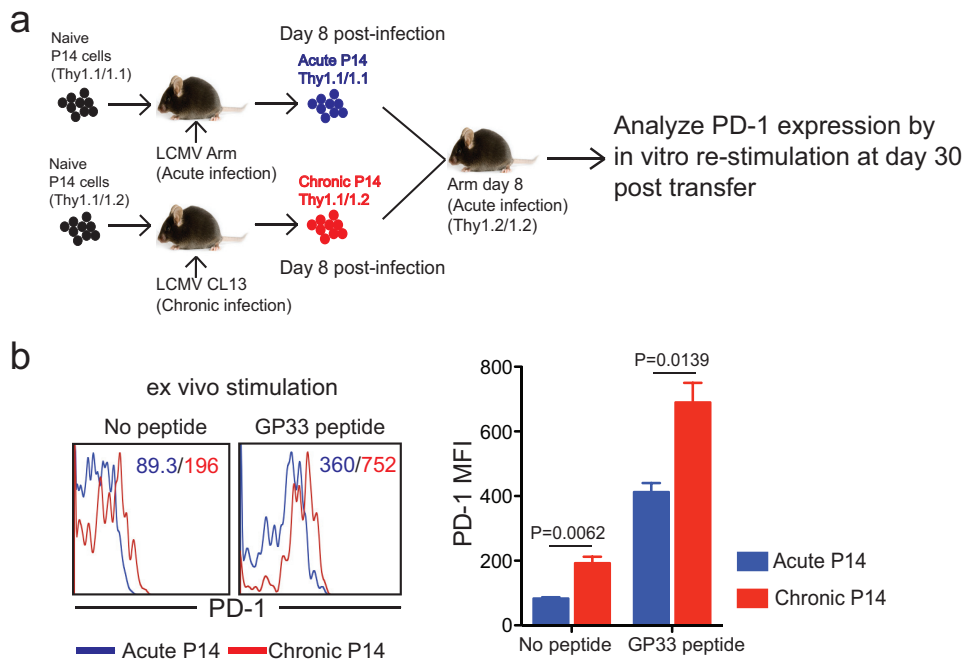 a
Naive
P14 cells
(Thy1.1/1.1)
Day 8 post-infection
Acute P14
Thy1.1/1.1
LCMV Arm
(Acute infection)
Naive
P14 cells
(Thy1.1/1.2)
Chronic P14
Thy1.1/1.2
Day 8 post-infection
LCMV CL13
(Chronic infection)
Arm day 8
(Acute infection)
(Thy1.2/1.2)
Analyze PD-1 expression by
in vitro re-stimulation at day 30
post transfer
b
ex vivo stimulation
No peptide
GP33 peptide
89.3/196
360/752
PD-1
Acute P14
Chronic P14
PD-1 MFI
800
600
400
200
0
P=0.0062
P=0.0139
No peptide
GP33 peptide
Acute P14
Chronic P14